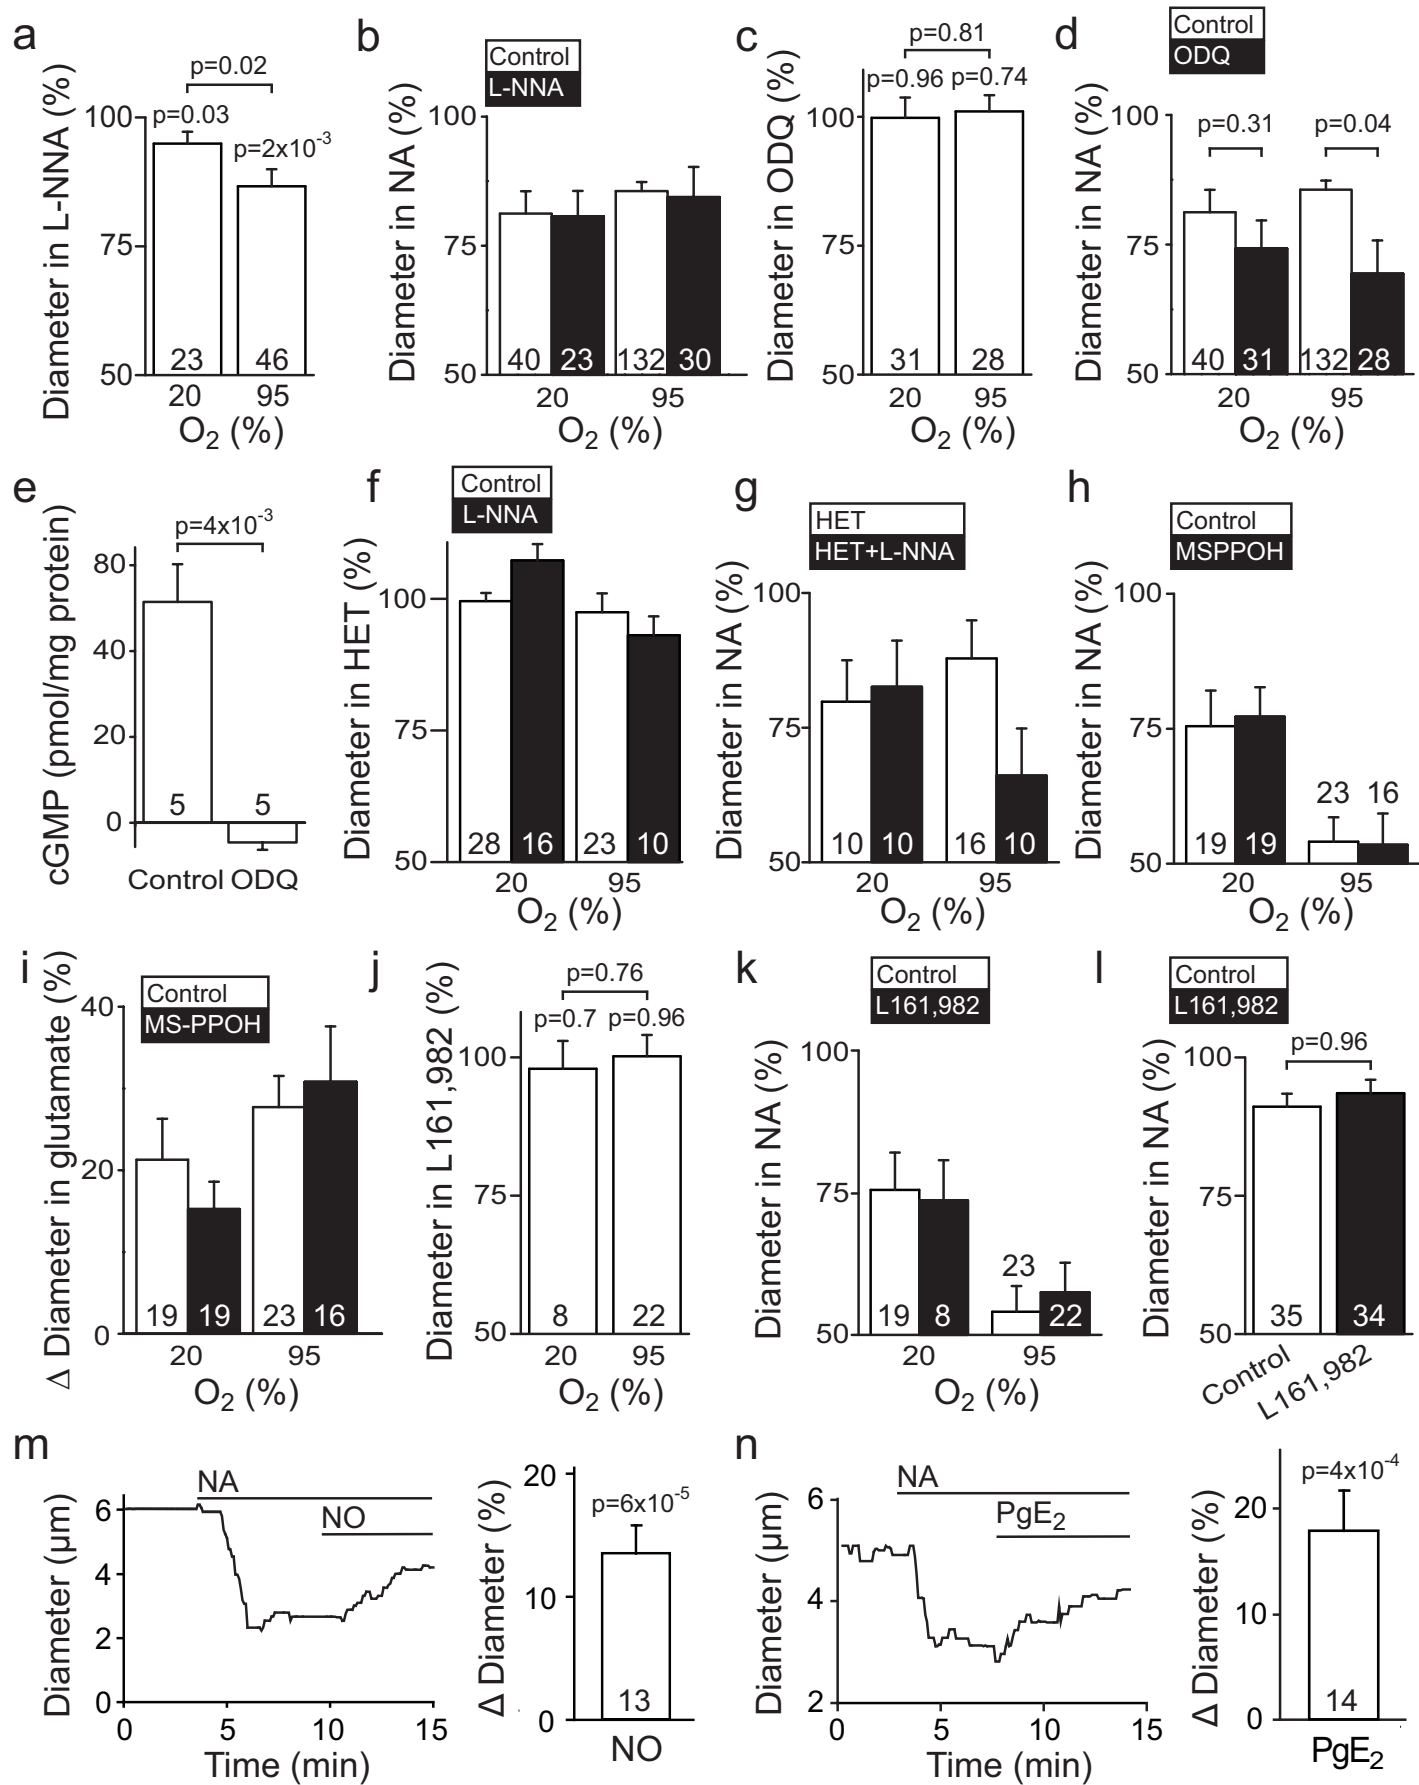 a
Diameter in L-NNA (%)
p=0.02
p=0.03
p=2x10-3
100
75
50
23
46
20
95
O2 (%)
b
Control
L-NNA
Diameter in NA (%)
100
75
50
40
23
132
30
20
95
O2 (%)
c
Diameter in ODQ (%)
p=0.81
p=0.96
p=0.74
100
75
50
31
28
20
95
O2 (%)
d
Control
ODQ
Diameter in NA (%)
p=0.31
p=0.04
100
75
50
40
31
132
28
20
95
O2 (%)
e
cGMP (pmol/mg protein)
p=4x10-3
80
40
20
0
5
5
Control
ODQ
f
Control
L-NNA
Diameter in HET (%)
100
75
50
28
16
23
10
20
95
O2 (%)
g
HET
HET+L-NNA
Diameter in NA (%)
100
75
50
10
10
16
10
20
95
O2 (%)
h
Control
MSPPOH
Diameter in NA (%)
100
75
50
19
19
23
16
20
95
O2 (%)
i
Control
MS-PPOH
Δ Diameter in glutamate (%)
40
20
0
19
19
23
16
20
95
O2 (%)
j
Diameter in L161,982 (%)
p=0.76
p=0.7
p=0.96
100
75
50
8
22
20
95
O2 (%)
k
Control
L161,982
Diameter in NA (%)
100
75
50
19
8
23
22
20
95
O2 (%)
l
Control
L161,982
Diameter in NA (%)
p=0.96
100
75
50
35
34
Control
L161,982
m
Diameter (µm)
NA
NO
6
4
2
0
0
5
10
15
Time (min)
Δ Diameter (%)
20
10
0
p=6x10-5
13
NO
n
Diameter (µm)
NA
PgE2
6
4
2
0
5
10
15
Time (min)
Δ Diameter (%)
20
10
0
p=4x10-4
14
PgE2